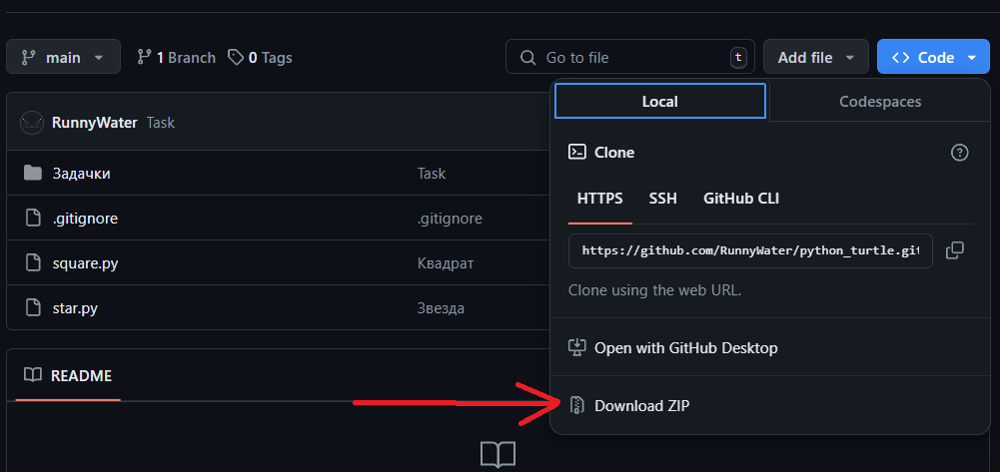 main 1 Branch 0 Tags Go to file t Add file Code
RunnyWater Task
Задачки Task
.gitignore .gitignore
square.py Квадрат
star.py Звезда
README
Local Codespaces
Clone
HTTPS SSH GitHub CLI
https://github.com/RunnyWater/python_turtle.git
Clone using the web URL.
Open with GitHub Desktop
Download ZIP